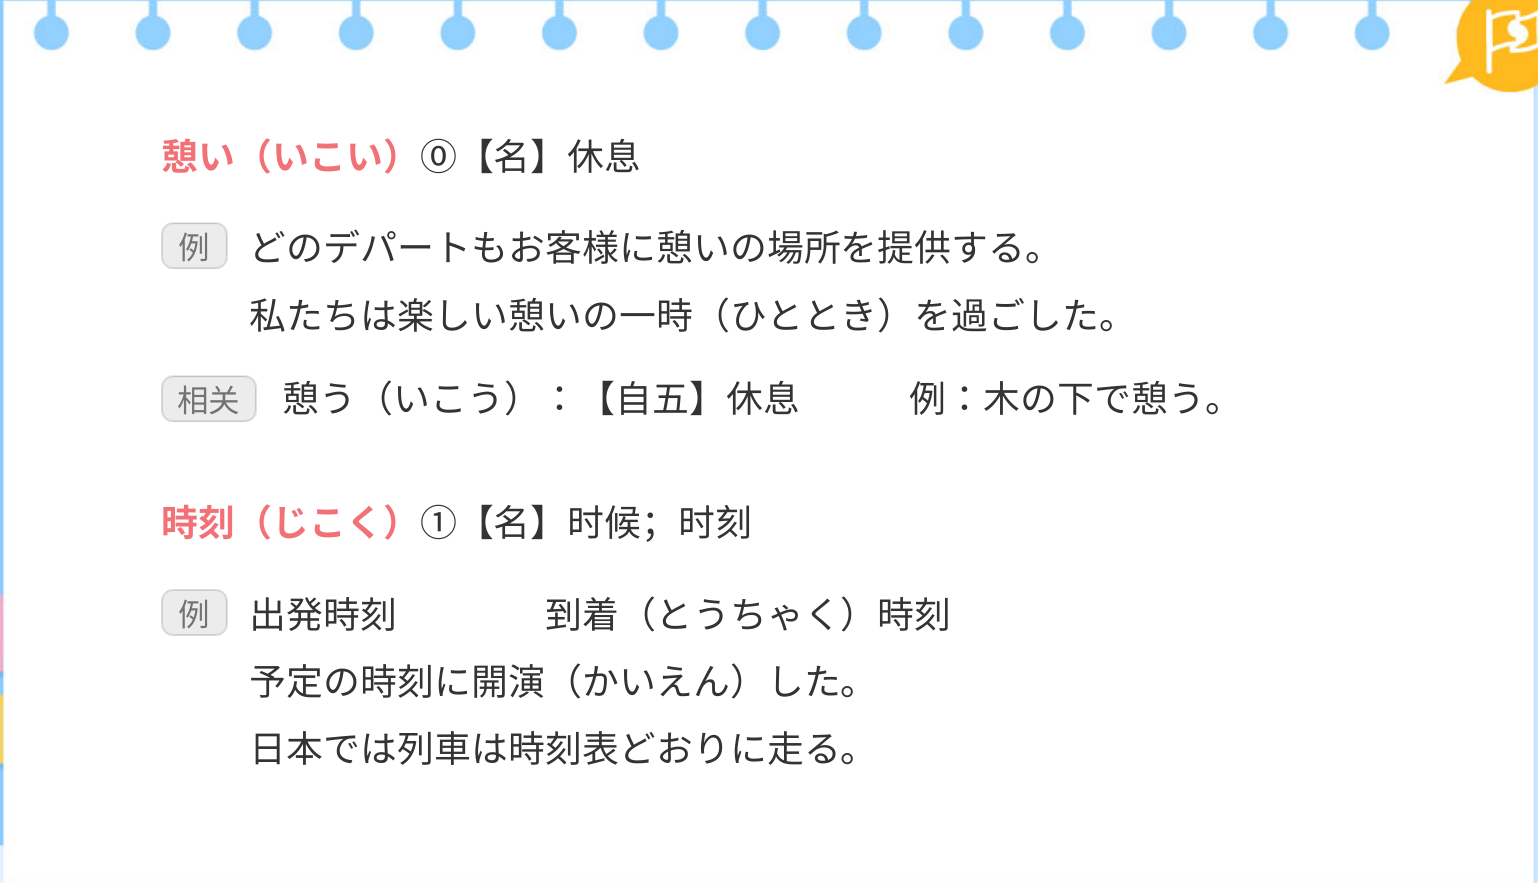 憩い（いこい）⓪【名】休息
例 どのデパートもお客様に憩いの場所を提供する。
私たちは楽しい憩いの一時（ひととき）を過ごした。
相关 憩う（いこう）：【自五】休息 例：木の下で憩う。
時刻（じこく）①【名】时候；时刻
例 出発時刻 到着（とうちゃく）時刻
予定の時刻に開演（かいえん）した。
日本では列車は時刻表どおりに走る。